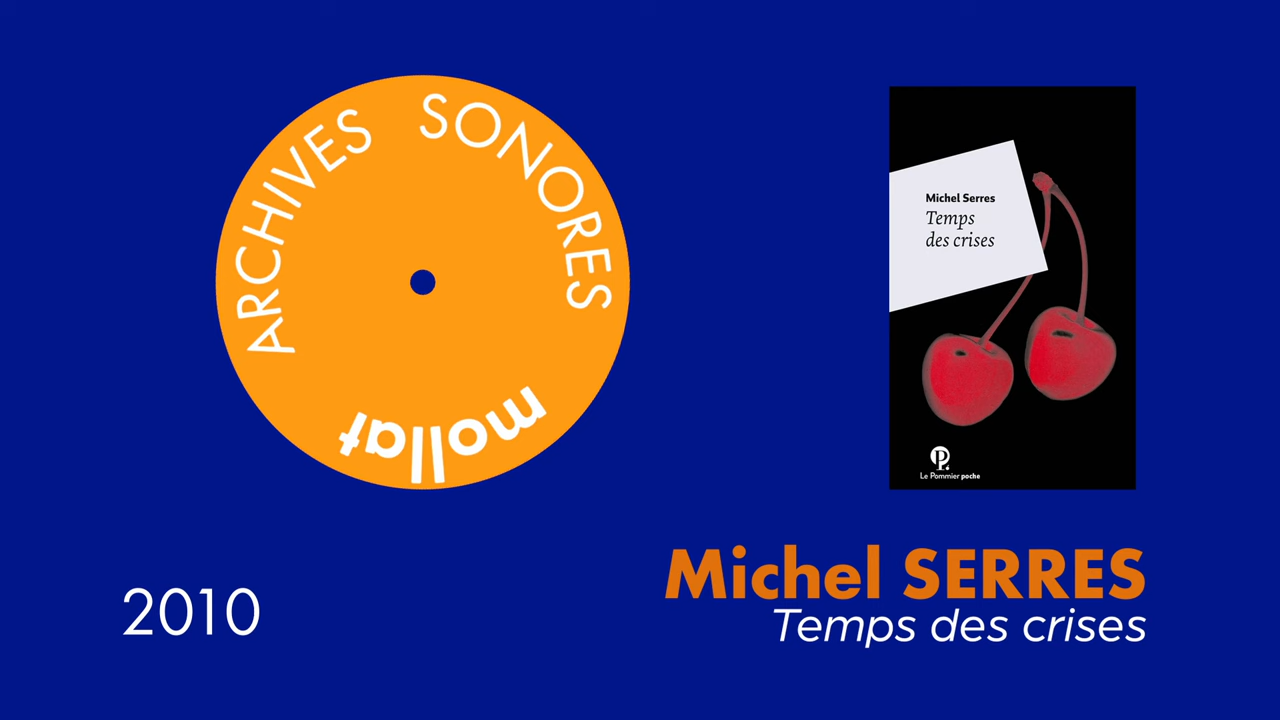 ARCHIVES SONORES
mollat
Michel Serres
Temps
des crises
Le Pommier poche
Michel SERRES
Temps des crises
2010